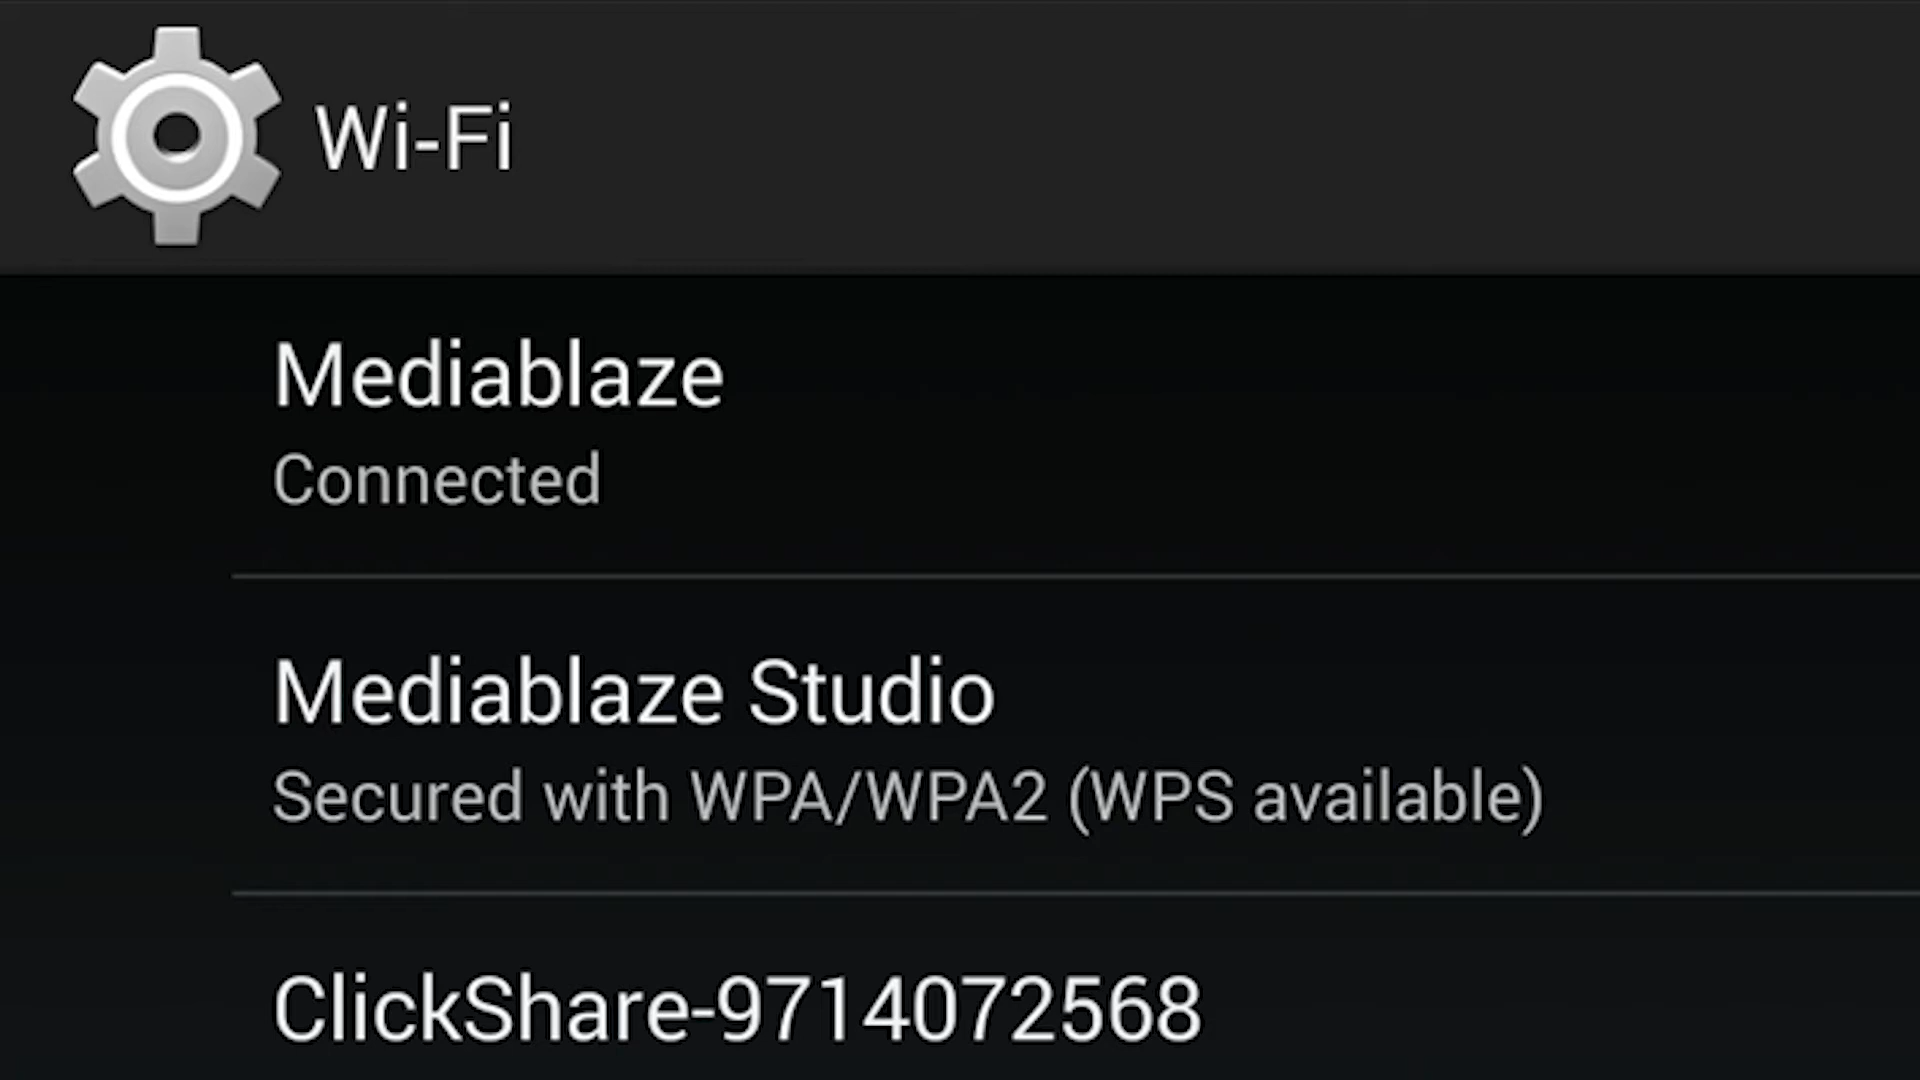 Wi-Fi
Mediablaze
Connected
Mediablaze Studio
Secured with WPA/WPA2 (WPS available)
ClickShare-9714072568